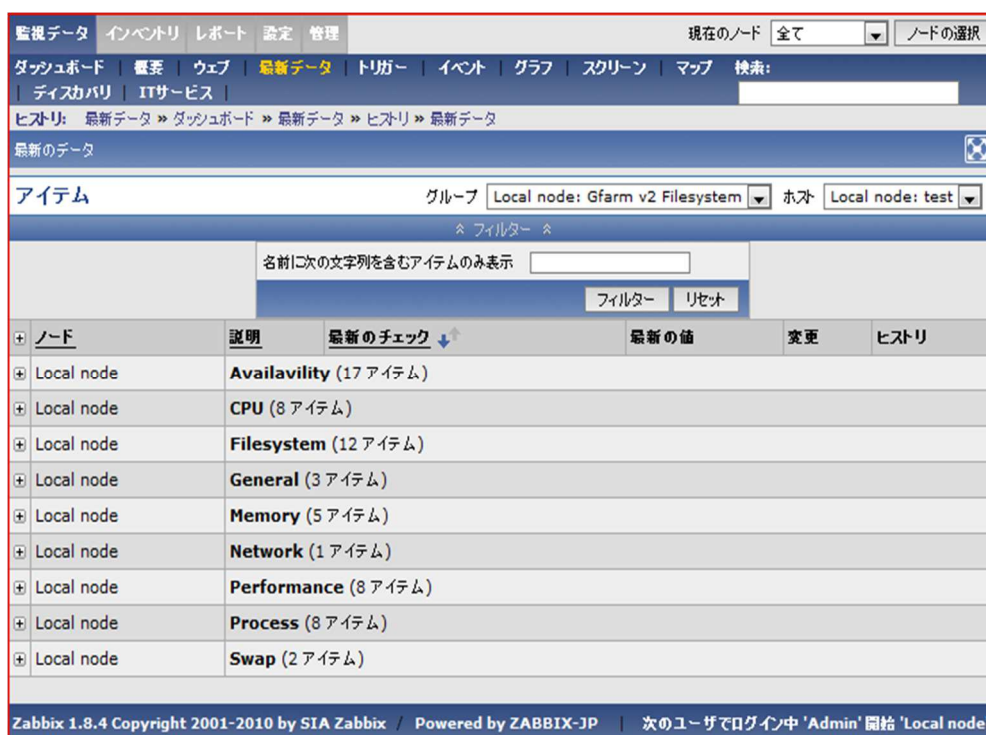 監視データ インベントリ レポート 設定 管理 現在のノード 全て ノードの選択
ダッシュボード | 概要 | ウェブ | 最新データ | トリガー | イベント | グラフ | スクリーン | マップ 検索:
| ディスカバリ | ITサービス |
ヒストリ: 最新データ » ダッシュボード » 最新データ » ヒストリ » 最新データ
最新のデータ
アイテム グループ Local node: Gfarm v2 Filesystem ホスト Local node: test
フィルター
名前に次の文字列を含むアイテムのみ表示
フィルター リセット
ノード 説明 最新のチェック 最新の値 変更 ヒストリ
Local node Availavility (17 アイテム)
Local node CPU (8 アイテム)
Local node Filesystem (12 アイテム)
Local node General (3 アイテム)
Local node Memory (5 アイテム)
Local node Network (1 アイテム)
Local node Performance (8 アイテム)
Local node Process (8 アイテム)
Local node Swap (2 アイテム)
Zabbix 1.8.4 Copyright 2001-2010 by SIA Zabbix / Powered by ZABBIX-JP | 次のユーザでログイン中 'Admin' 開始 'Local node